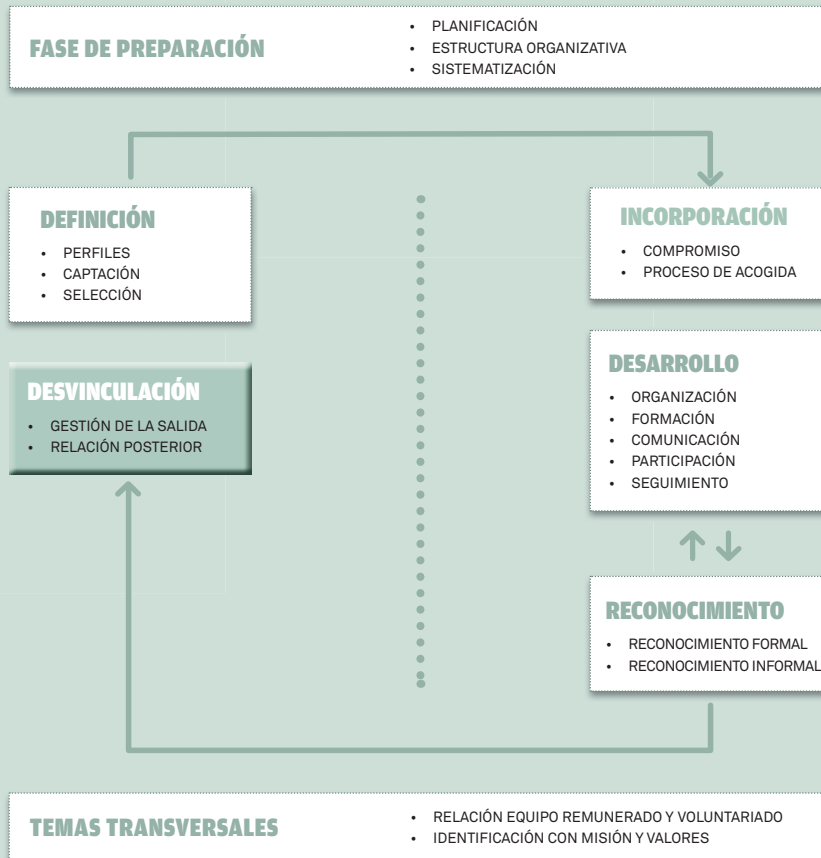 FASE DE PREPARACIÓN
• PLANIFICACIÓN
• ESTRUCTURA ORGANIZATIVA
• SISTEMATIZACIÓN
DEFINICIÓN
• PERFILES
• CAPTACIÓN
• SELECCIÓN
INCORPORACIÓN
• COMPROMISO
• PROCESO DE ACOGIDA
DESARROLLO
• ORGANIZACIÓN
• FORMACIÓN
• COMUNICACIÓN
• PARTICIPACIÓN
• SEGUIMIENTO
DESVINCULACIÓN
• GESTIÓN DE LA SALIDA
• RELACIÓN POSTERIOR
RECONOCIMIENTO
• RECONOCIMIENTO FORMAL
• RECONOCIMIENTO INFORMAL
TEMAS TRANSVERSALES
• RELACIÓN EQUIPO REMUNERADO Y VOLUNTARIADO
• IDENTIFICACIÓN CON MISIÓN Y VALORES